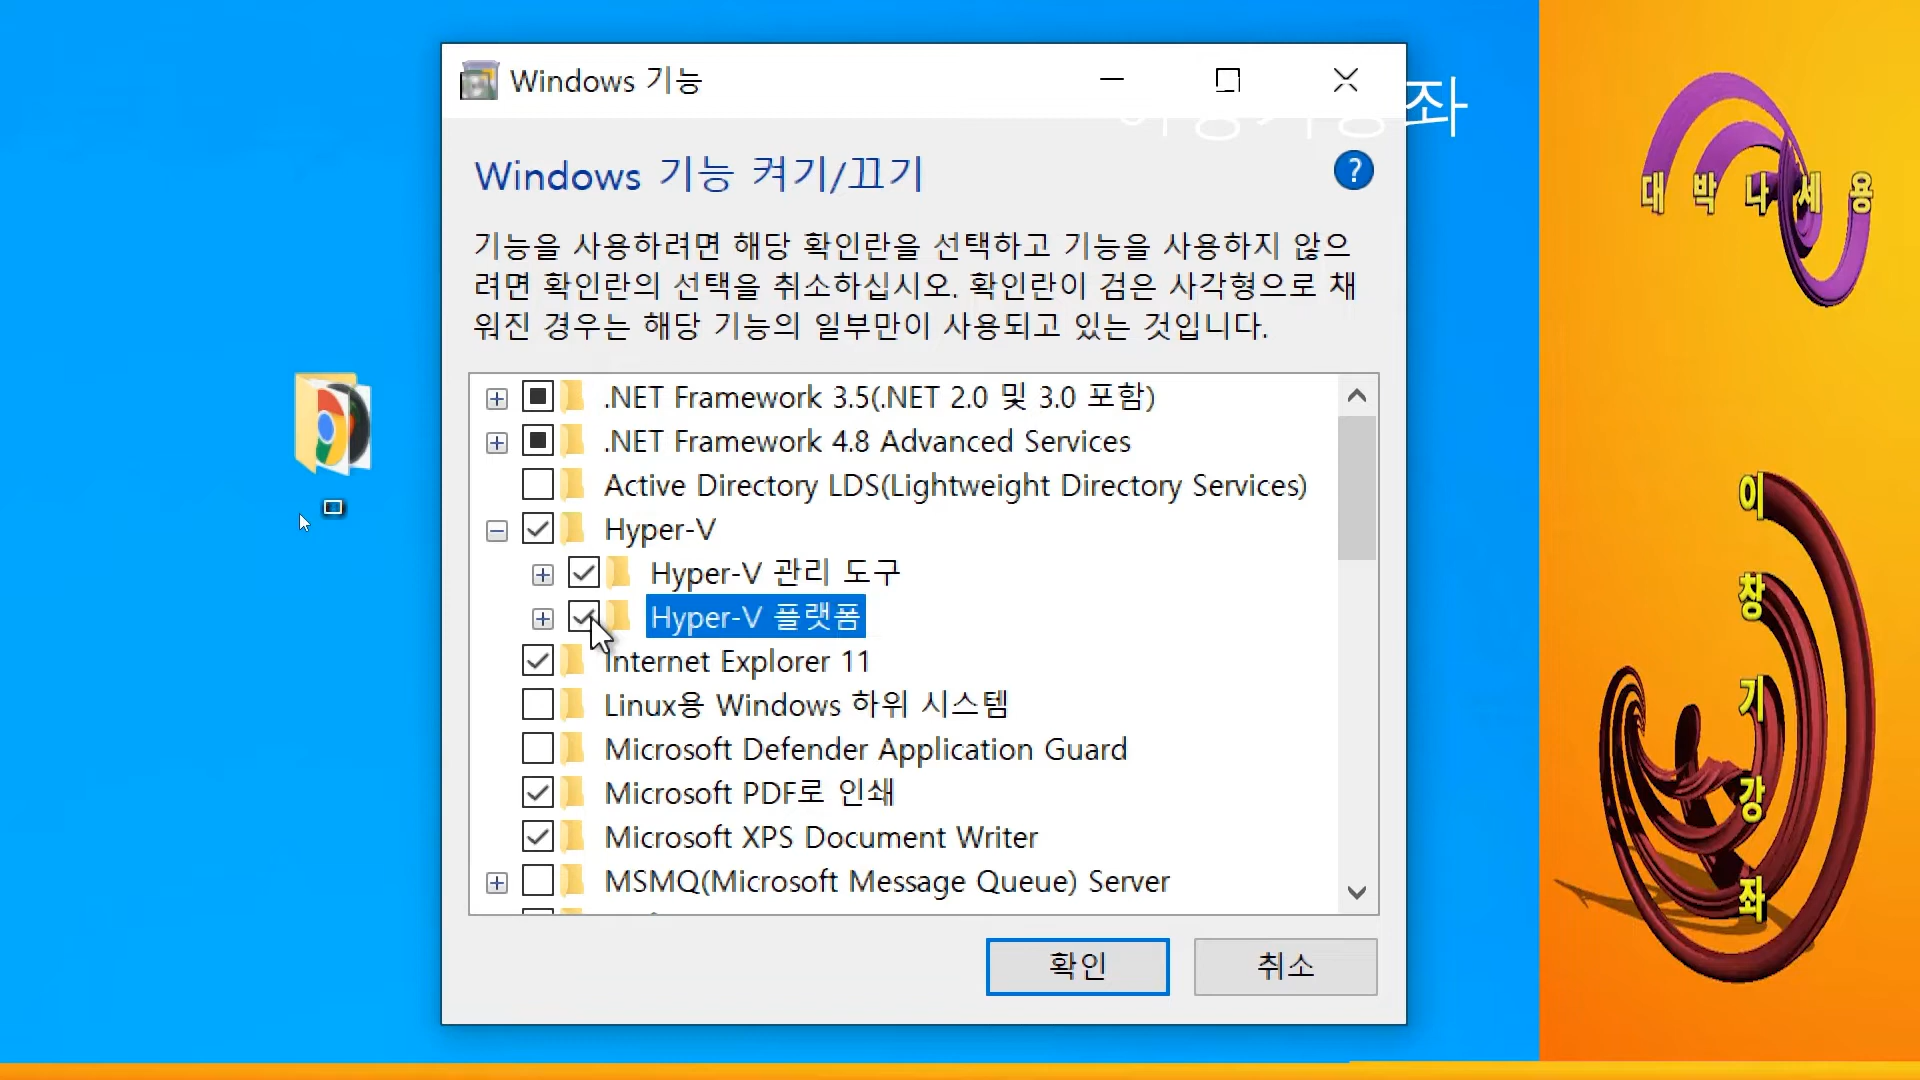 Windows 기능
좌
Windows 기능 켜기/끄기
?
기능을 사용하려면 해당 확인란을 선택하고 기능을 사용하지 않으
려면 확인란의 선택을 취소하십시오. 확인란이 검은 사각형으로 채
워진 경우는 해당 기능의 일부만이 사용되고 있는 것입니다.
.NET Framework 3.5(.NET 2.0 및 3.0 포함)
.NET Framework 4.8 Advanced Services
Active Directory LDS(Lightweight Directory Services)
Hyper-V
Hyper-V 관리 도구
Hyper-V 플랫폼
Internet Explorer 11
Linux용 Windows 하위 시스템
Microsoft Defender Application Guard
Microsoft PDF로 인쇄
Microsoft XPS Document Writer
MSMQ(Microsoft Message Queue) Server
확인
취소
대박나세용
이창기강좌